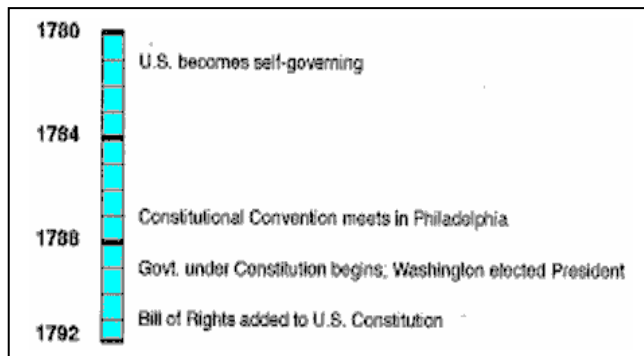 1780
U.S. becomes self-governing
1784
Constitutional Convention meets in Philadelphia
1788
Govt. under Constitution begins; Washington elected President
Bill of Rights added to U.S. Constitution
1792